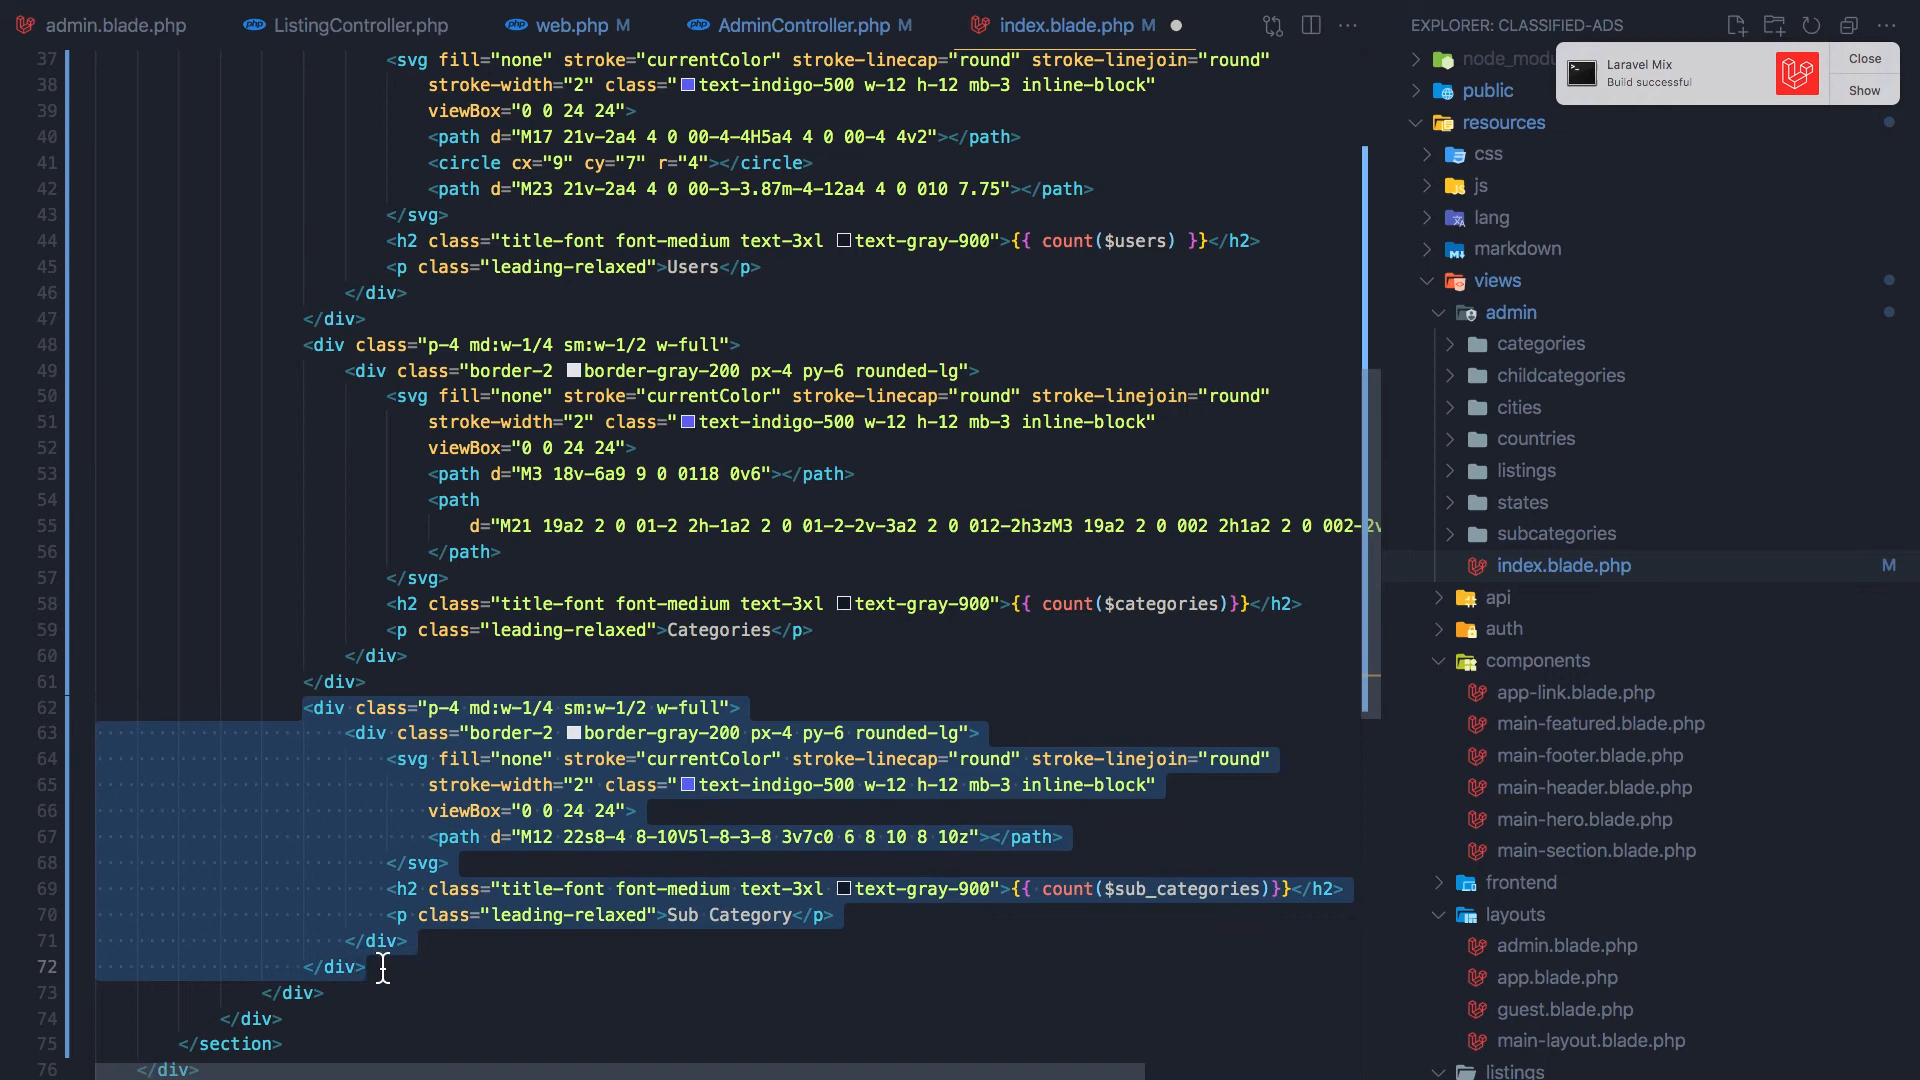 admin.blade.php
ListingController.php
web.php M
AdminController.php M
index.blade.php M
EXPLORER: CLASSIFIED-ADS
37 <svg fill="none" stroke="currentColor" stroke-linecap="round" stroke-linejoin="round"
38 stroke-width="2" class="text-indigo-500 w-12 h-12 mb-3 inline-block"
39 viewBox="0 0 24 24">
40 <path d="M17 21v-2a4 4 0 00-4-4H5a4 4 0 00-4 4v2"></path>
41 <circle cx="9" cy="7" r="4"></circle>
42 <path d="M23 21v-2a4 4 0 00-3-3.87m-4-12a4 4 0 010 7.75"></path>
43 </svg>
44 <h2 class="title-font font-medium text-3xl text-gray-900">{{ count($users) }}</h2>
45 <p class="leading-relaxed">Users</p>
46 </div>
47 </div>
48 <div class="p-4 md:w-1/4 sm:w-1/2 w-full">
49 <div class="border-2 border-gray-200 px-4 py-6 rounded-lg">
50 <svg fill="none" stroke="currentColor" stroke-linecap="round" stroke-linejoin="round"
51 stroke-width="2" class="text-indigo-500 w-12 h-12 mb-3 inline-block"
52 viewBox="0 0 24 24">
53 <path d="M3 18v-6a9 9 0 0118 0v6"></path>
54 <path
55 d="M21 19a2 2 0 01-2 2h-1a2 2 0 01-2-2v-3a2 2 0 012-2h3zM3 19a2 2 0 002 2h1a2 2 0 002-2v
56 </path>
57 </svg>
58 <h2 class="title-font font-medium text-3xl text-gray-900">{{ count($categories)}}</h2>
59 <p class="leading-relaxed">Categories</p>
60 </div>
61 </div>
62 <div class="p-4 md:w-1/4 sm:w-1/2 w-full">
63 <div class="border-2 border-gray-200 px-4 py-6 rounded-lg">
64 <svg fill="none" stroke="currentColor" stroke-linecap="round" stroke-linejoin="round"
65 stroke-width="2" class="text-indigo-500 w-12 h-12 mb-3 inline-block"
66 viewBox="0 0 24 24">
67 <path d="M12 22s8-4 8-10V5l-8-3-8 3v7c0 6 8 10 8 10z"></path>
68 </svg>
69 <h2 class="title-font font-medium text-3xl text-gray-900">{{ count($sub_categories)}}</h2>
70 <p class="leading-relaxed">Sub Category</p>
71 </div>
72 </div>
73 </div>
74 </div>
75 </section>
76 </div>
Laravel Mix
Build successful
Close
Show
public
resources
css
js
lang
markdown
views
admin
categories
childcategories
cities
countries
listings
states
subcategories
index.blade.php M
api
auth
components
app-link.blade.php
main-featured.blade.php
main-footer.blade.php
main-header.blade.php
main-hero.blade.php
main-section.blade.php
frontend
layouts
admin.blade.php
app.blade.php
guest.blade.php
main-layout.blade.php
listings